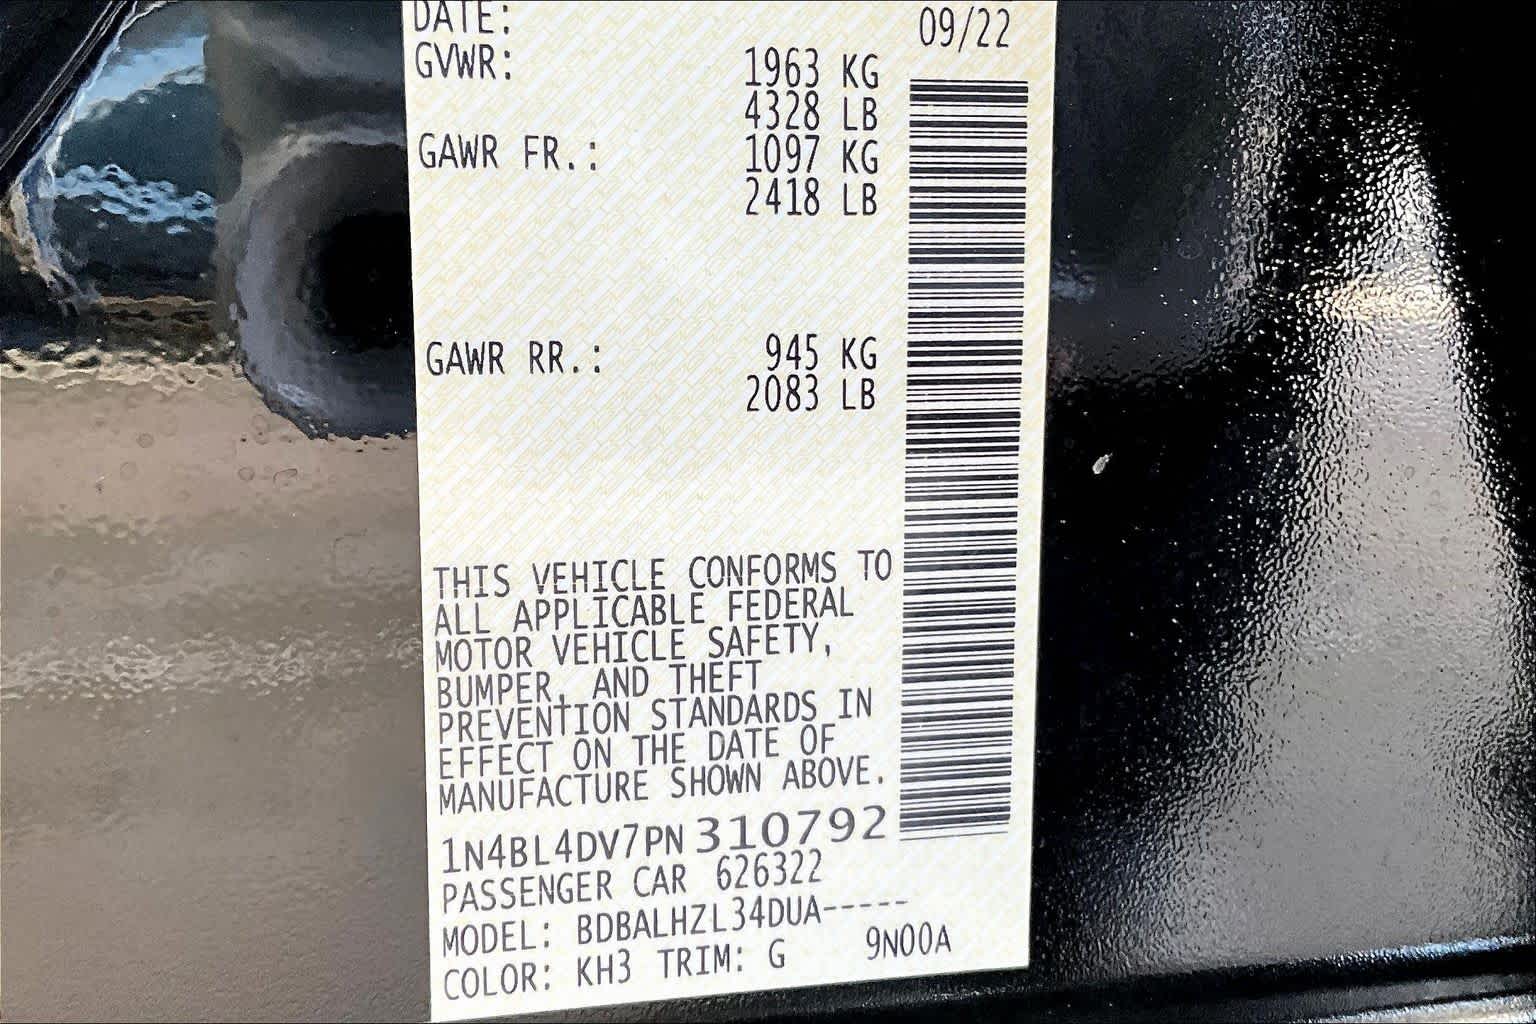 DATE: 09/22
GVWR: 1963 KG
4328 LB
GAWR FR.: 1097 KG
2418 LB
GAWR RR.: 945 KG
2083 LB
THIS VEHICLE CONFORMS TO
ALL APPLICABLE FEDERAL
MOTOR VEHICLE SAFETY,
BUMPER, AND THEFT
PREVENTION STANDARDS IN
EFFECT ON THE DATE OF
MANUFACTURE SHOWN ABOVE.
1N4BL4DV7PN310792
PASSENGER CAR 626322
MODEL: BDBALHZL34DUA-----
COLOR: KH3 TRIM: G 9N00A